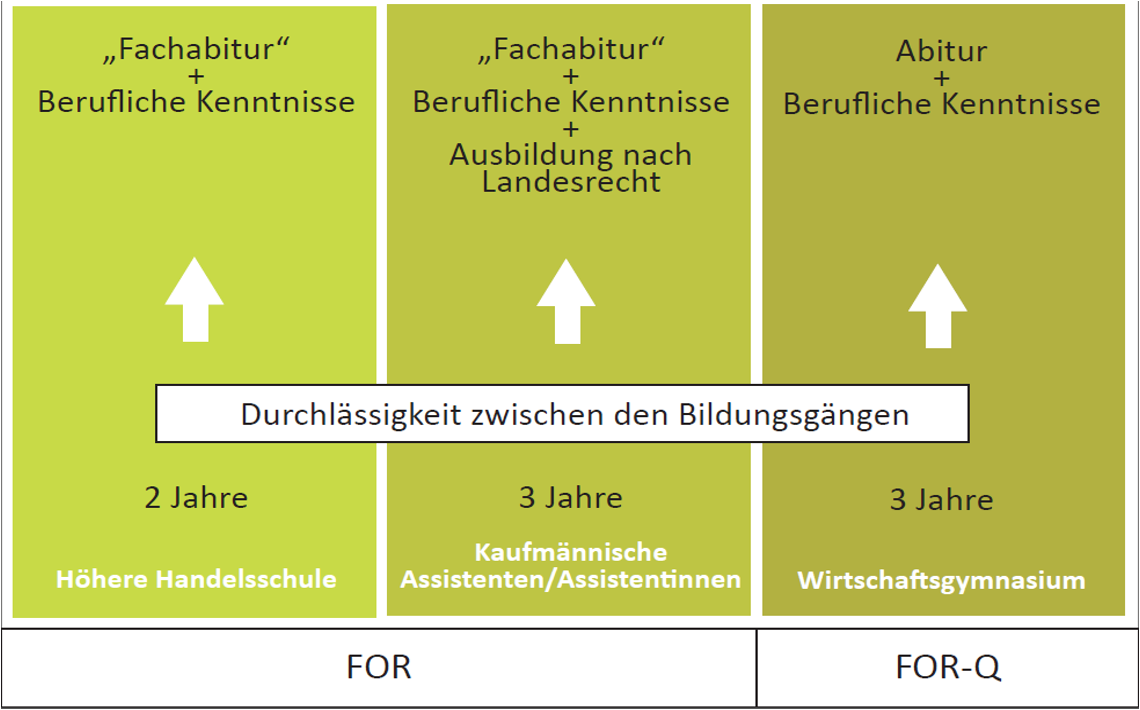 „Fachabitur“
+
Berufliche Kenntnisse
„Fachabitur“
+
Berufliche Kenntnisse
+
Ausbildung nach
Landesrecht
Abitur
+
Berufliche Kenntnisse
Durchlässigkeit zwischen den Bildungsgängen
2 Jahre
3 Jahre
3 Jahre
Höhere Handelsschule
Kaufmännische
Assistenten/Assistentinnen
Wirtschaftsgymnasium
FOR
FOR-Q